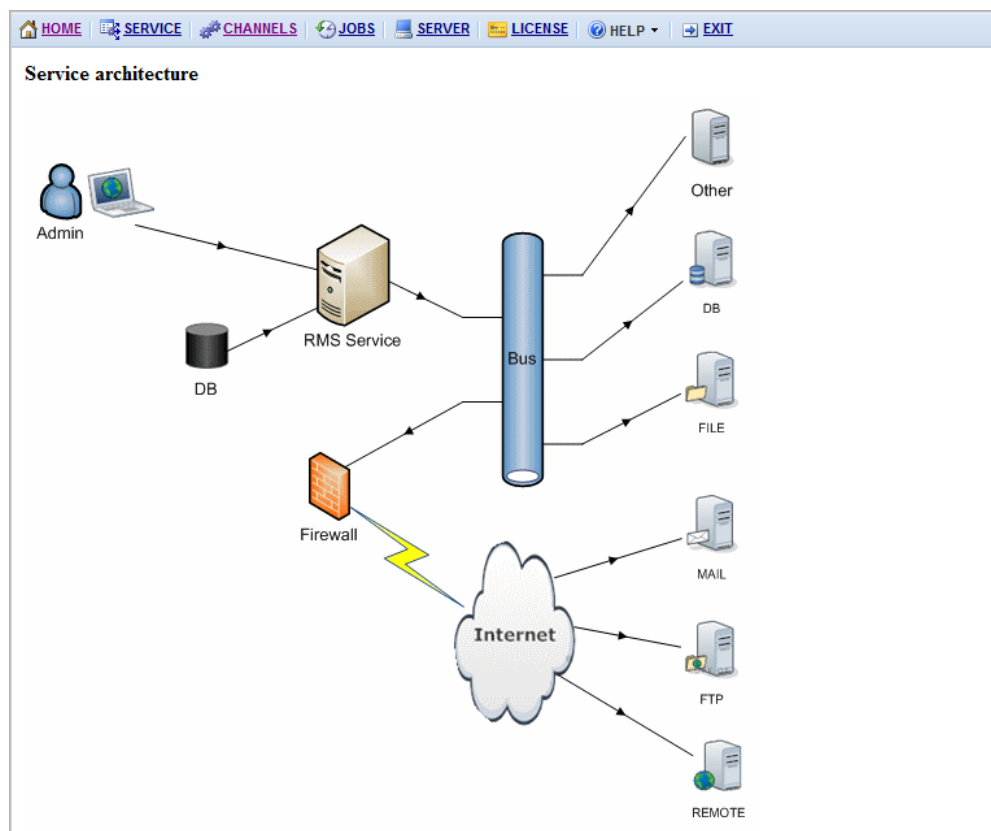 HOME SERVICE CHANNELS JOBS SERVER LICENSE HELP EXIT
Service architecture
Other
Admin
DB
RMS Service
Bus
DB
FILE
Firewall
MAIL
Internet
FTP
REMOTE